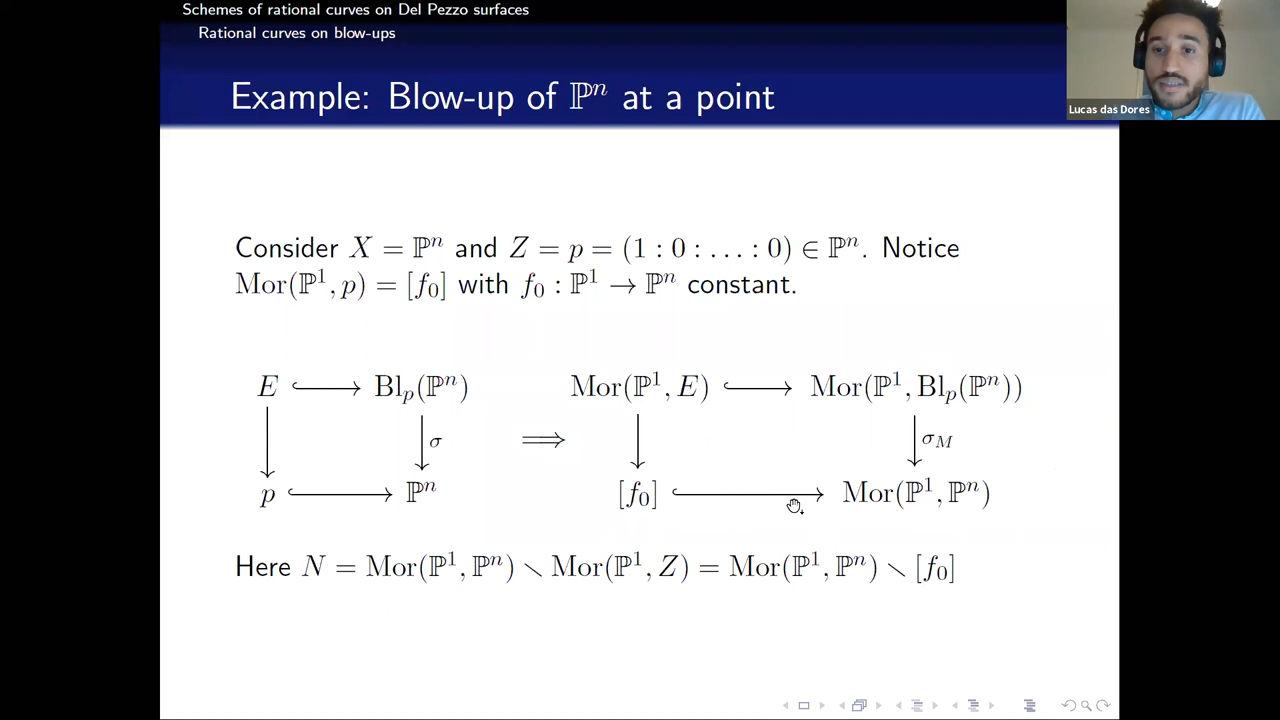 Schemes of rational curves on Del Pezzo surfaces
Rational curves on blow-ups
Example: Blow-up of ℙⁿ at a point
Lucas das Dores
Consider X = ℙⁿ and Z = p = (1 : 0 : … : 0) ∈ ℙⁿ. Notice
Mor(ℙ¹, p) = [f₀] with f₀ : ℙ¹ → ℙⁿ constant.
E ↪ Blₚ(ℙⁿ) Mor(ℙ¹, E) ↪ Mor(ℙ¹, Blₚ(ℙⁿ))
↓ ↓ σ ⟹ ↓ ↓ σ_M
p ↪ ℙⁿ [f₀] ↪ Mor(ℙ¹, ℙⁿ)
Here N = Mor(ℙ¹, ℙⁿ) ∖ Mor(ℙ¹, Z) = Mor(ℙ¹, ℙⁿ) ∖ [f₀]